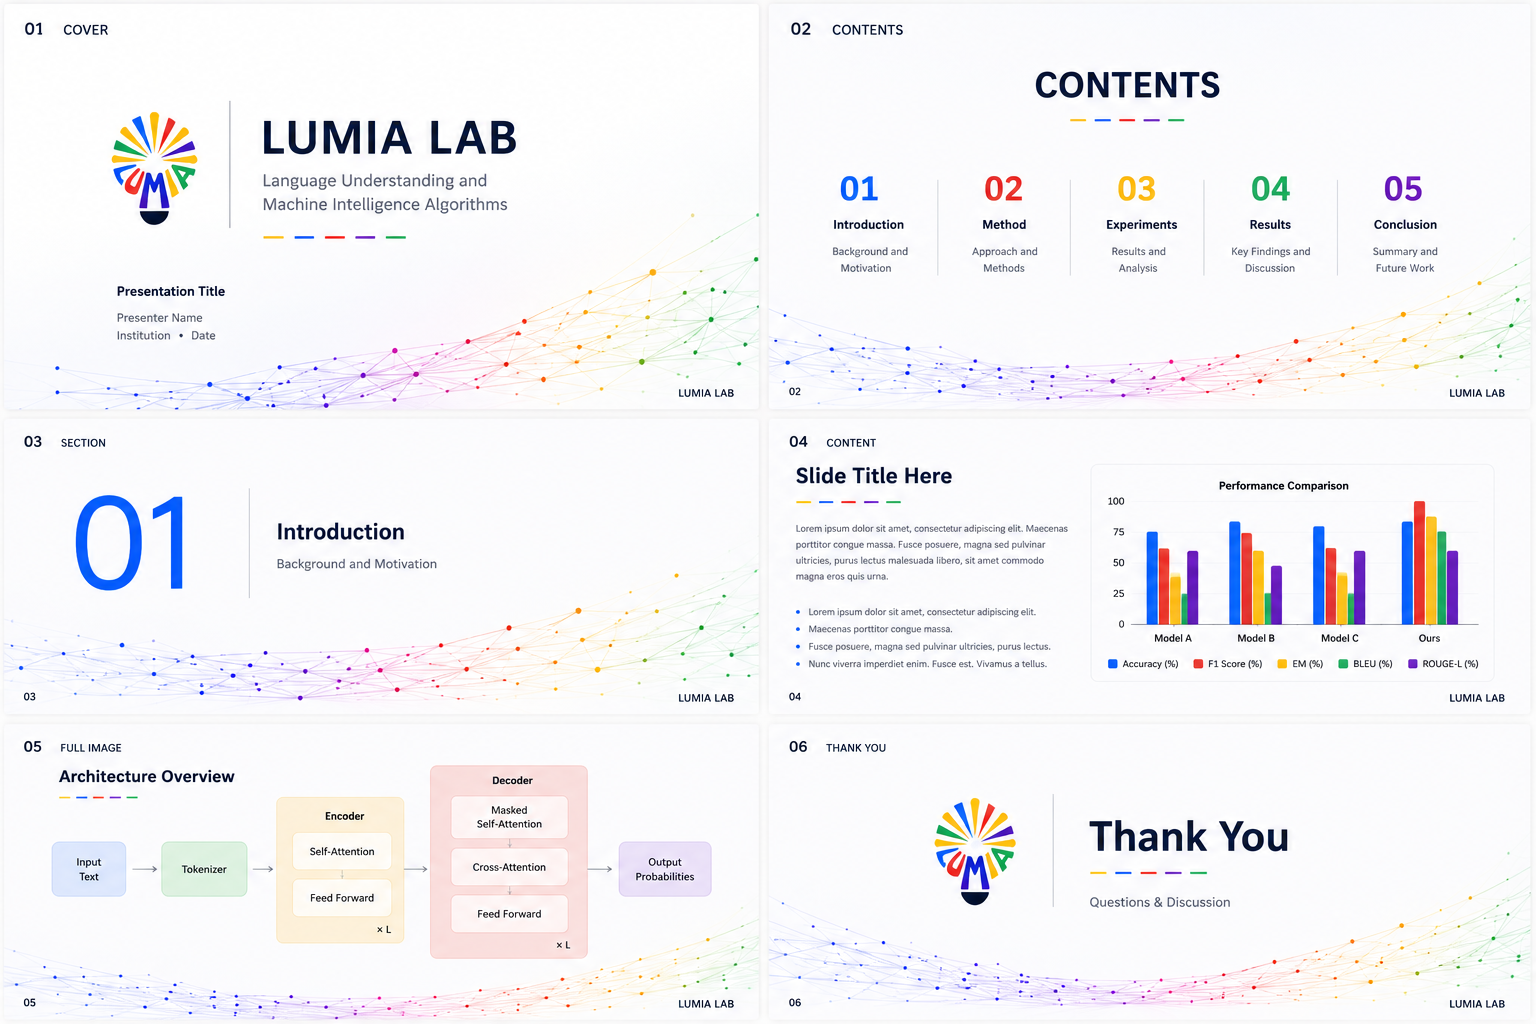 01 COVER
LUMA
LUMIA LAB
Language Understanding and
Machine Intelligence Algorithms
Presentation Title
Presenter Name
Institution • Date
LUMIA LAB
02 CONTENTS
CONTENTS
01 02 03 04 05
Introduction Method Experiments Results Conclusion
Background and Approach and Results and Key Findings and Summary and
Motivation Methods Analysis Discussion Future Work
02 LUMIA LAB
03 SECTION
01
Introduction
Background and Motivation
03 LUMIA LAB
04 CONTENT
Slide Title Here
Lorem ipsum dolor sit amet, consectetur adipiscing elit. Maecenas
porttitor congue massa. Fusce posuere, magna sed pulvinar
ultricies, purus lectus malesuada libero, sit amet commodo
magna eros quis urna.
• Lorem ipsum dolor sit amet, consectetur adipiscing elit.
• Maecenas porttitor congue massa.
• Fusce posuere, magna sed pulvinar ultricies, purus lectus.
• Nunc viverra imperdiet enim. Fusce est. Vivamus a tellus.
Performance Comparison
100
75
50
25
0
Model A Model B Model C Ours
Accuracy (%) F1 Score (%) EM (%) BLEU (%) ROUGE-L (%)
04 LUMIA LAB
05 FULL IMAGE
Architecture Overview
Input
Text
Tokenizer
Encoder
Self-Attention
Feed Forward
× L
Decoder
Masked
Self-Attention
Cross-Attention
Feed Forward
× L
Output
Probabilities
05 LUMIA LAB
06 THANK YOU
LUMA
Thank You
Questions & Discussion
06 LUMIA LAB